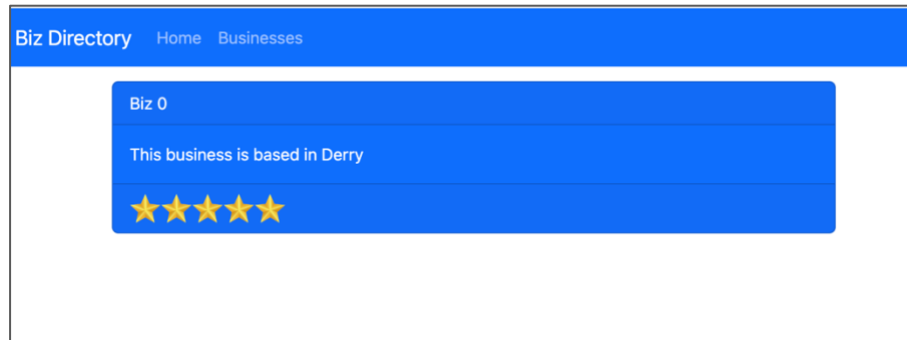 Biz Directory Home Businesses
Biz 0
This business is based in Derry